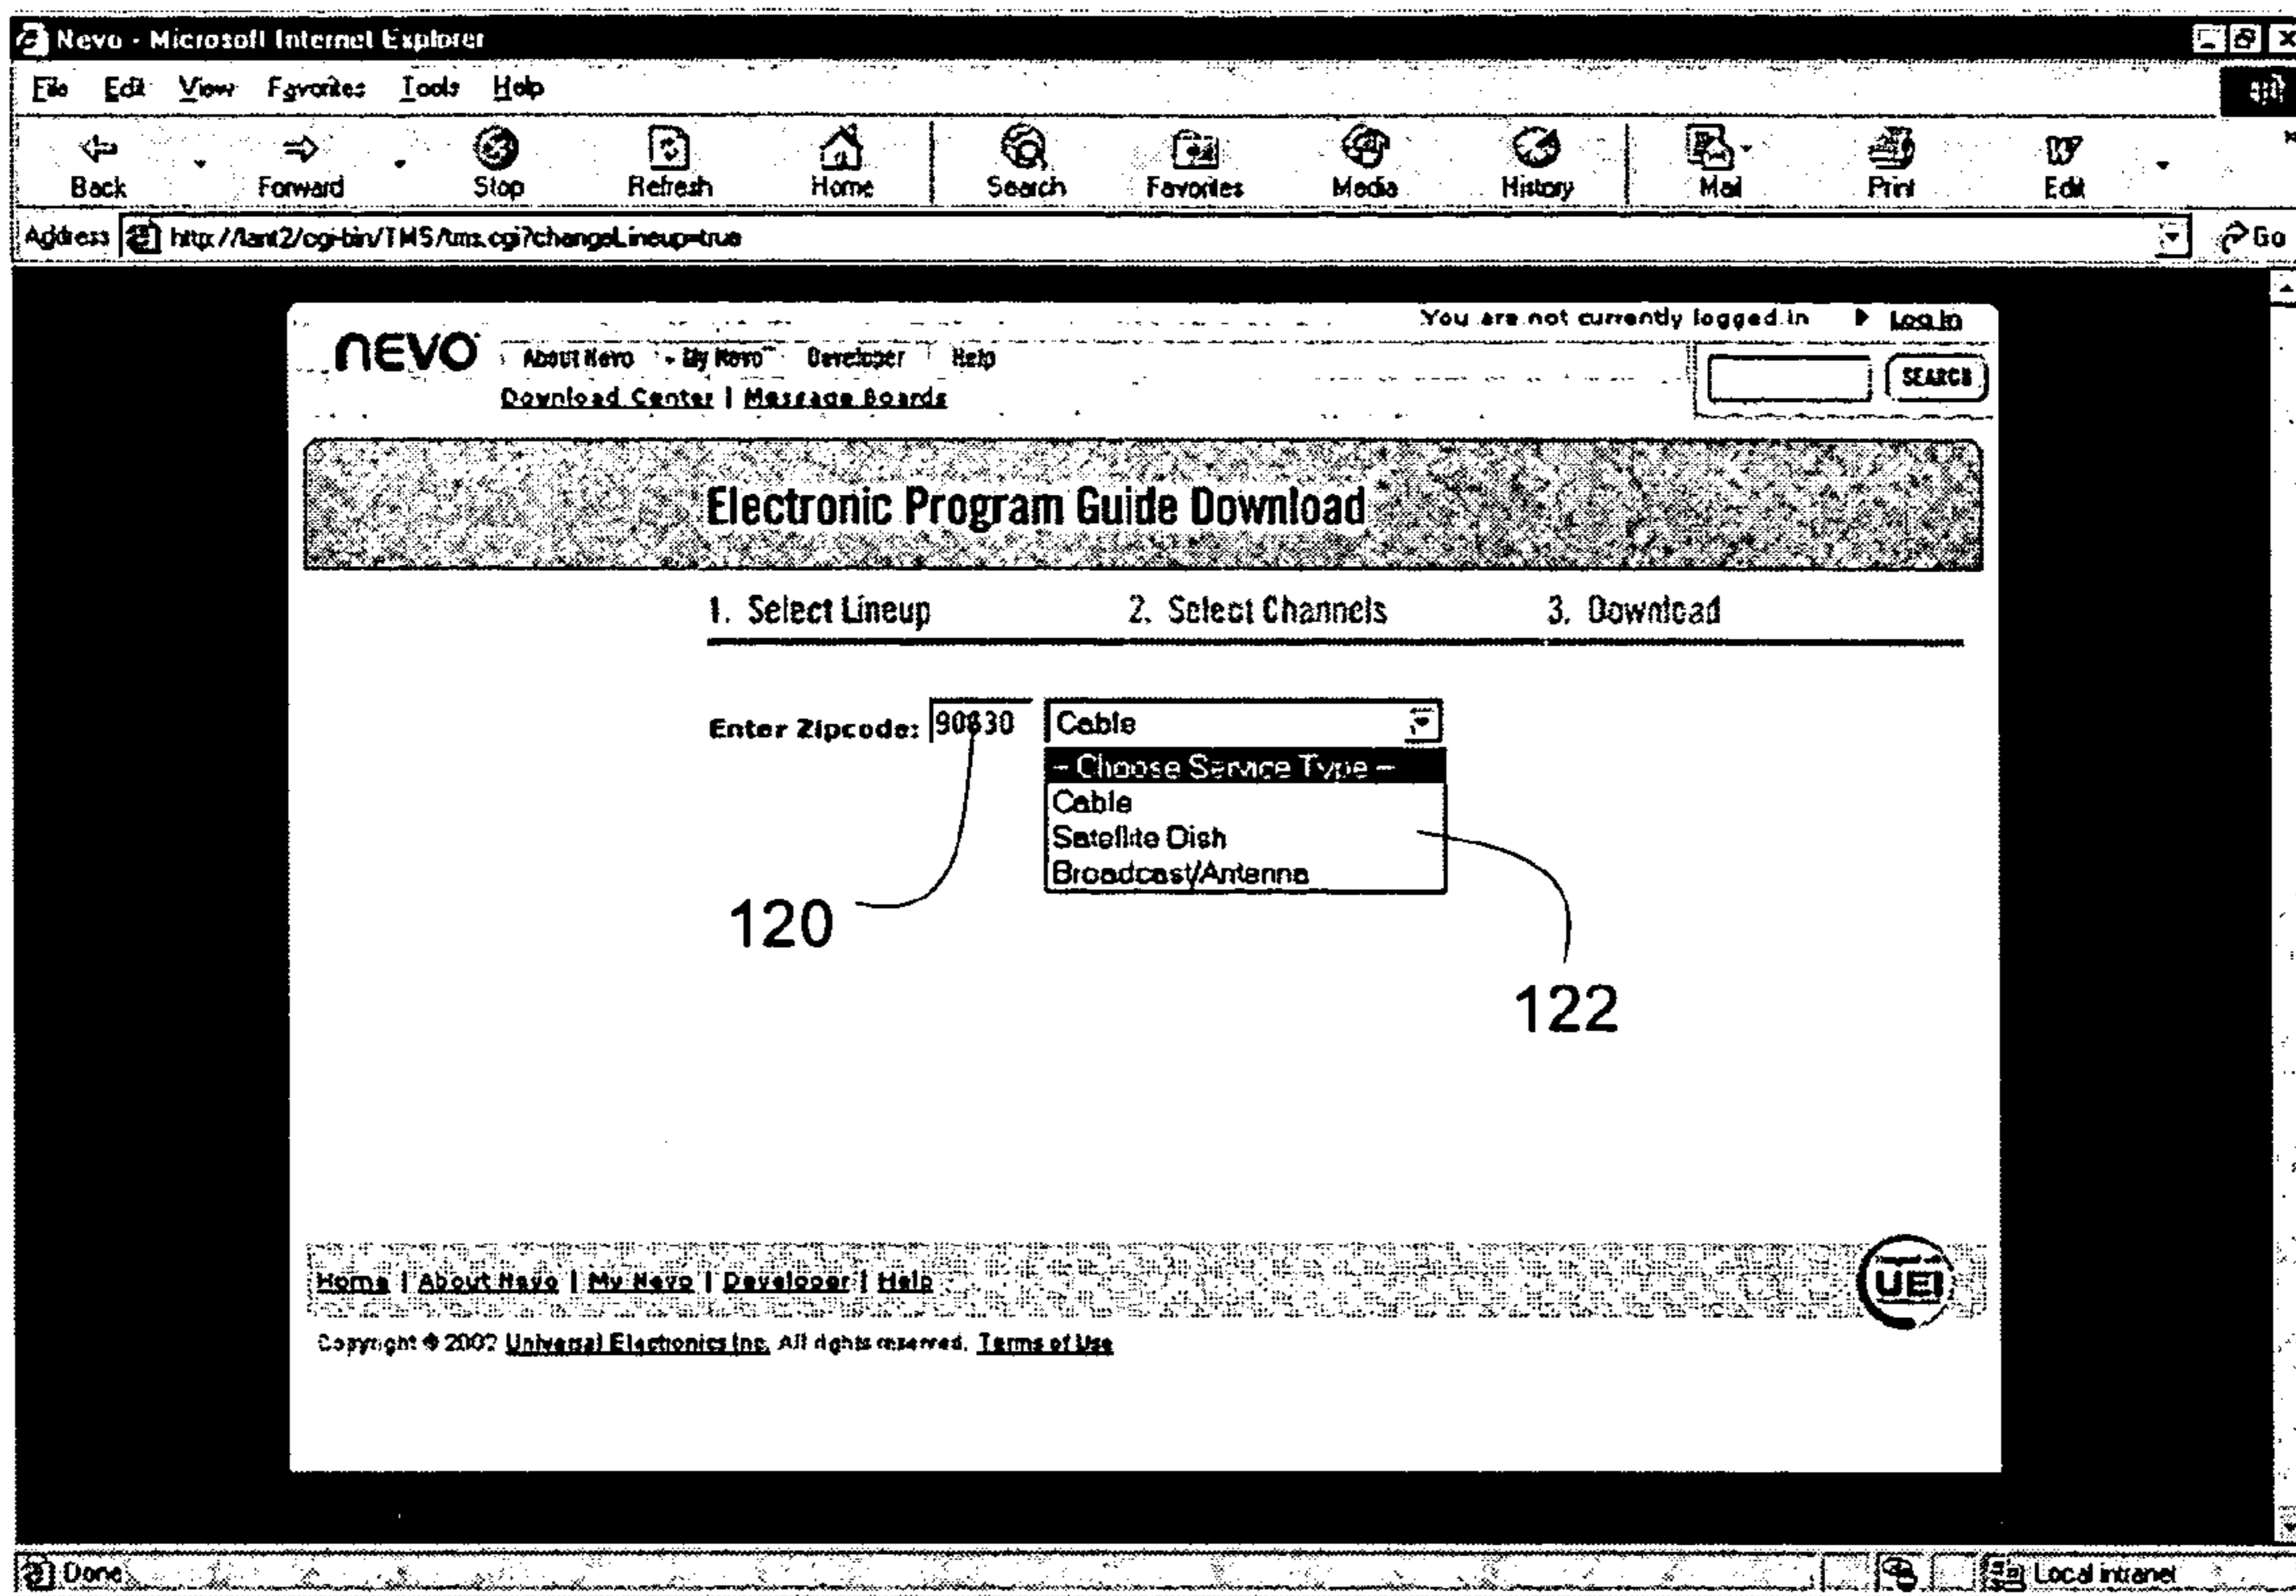 Nevo - Microsoft Internet Explorer
File Edit View Favorites Tools Help
Back Forward Stop Refresh Home Search Favorites Media History Mail Print Edit
Address http://lant2/cgi-bin/TMS/tms.cgi?changeLineup=true Go
You are not currently logged in Log In
NEVO About Nevo My Nevo Developer Help
SEARCH
Download Center | Message Boards
Electronic Program Guide Download
1. Select Lineup 2. Select Channels 3. Download
Enter Zipcode: 90630 Cable
-- Choose Service Type --
Cable
Satellite Dish
Broadcast/Antenna
120
122
Home | About Nevo | My Nevo | Developer | Help
UEI
Copyright © 2002 Universal Electronics Inc. All rights reserved. Terms of Use
Done Local intranet